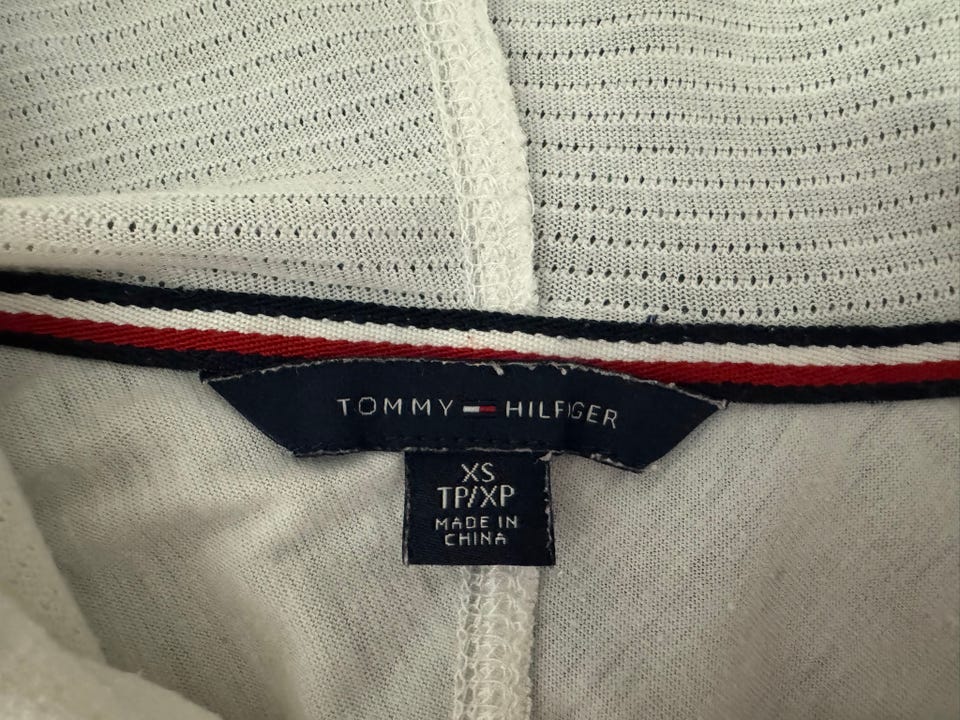 TOMMY HILFIGER
XS
TP/XP
MADE IN
CHINA